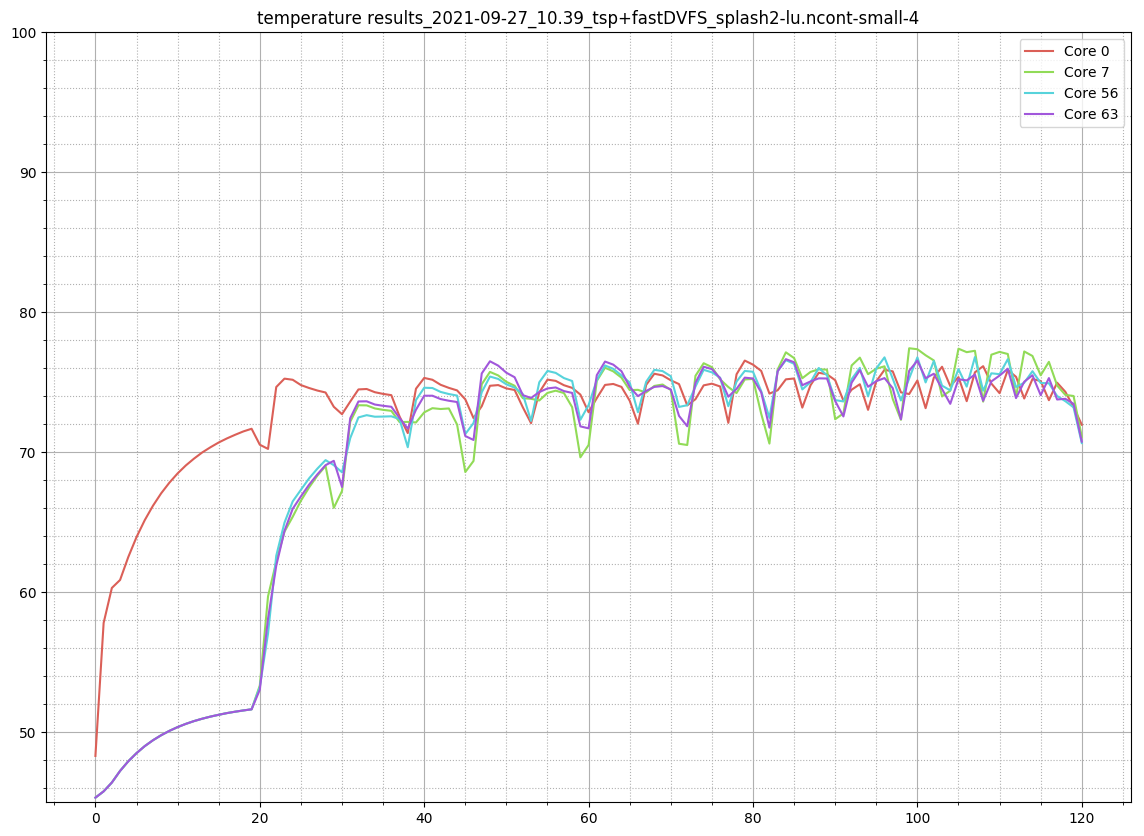 temperature results_2021-09-27_10.39_tsp+fastDVFS_splash2-lu.ncont-small-4
100
90
80
70
60
50
Core 0
Core 7
Core 56
Core 63
0 20 40 60 80 100 120